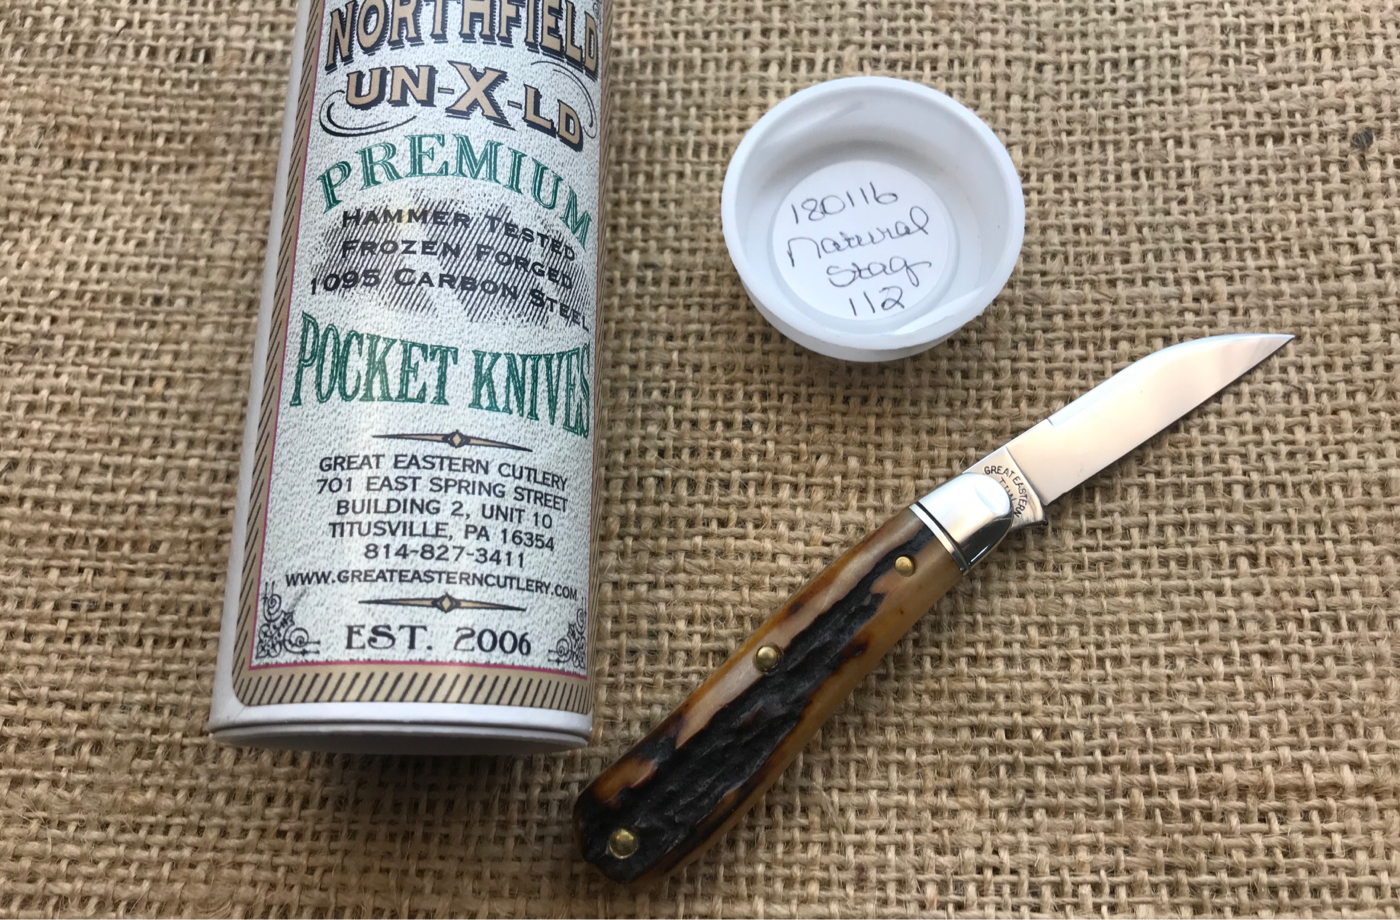 NORTHFIELD
UN-X-LD
PREMIUM
HAMMER TESTED
FROZEN FORGED
1095 CARBON STEEL
POCKET KNIVES
GREAT EASTERN CUTLERY
701 EAST SPRING STREET
BUILDING 2, UNIT 10
TITUSVILLE, PA 16354
814-827-3411
WWW.GREATEASTERNCUTLERY.COM
EST. 2006
180116
Natural
Stag
112
GREAT EASTERN